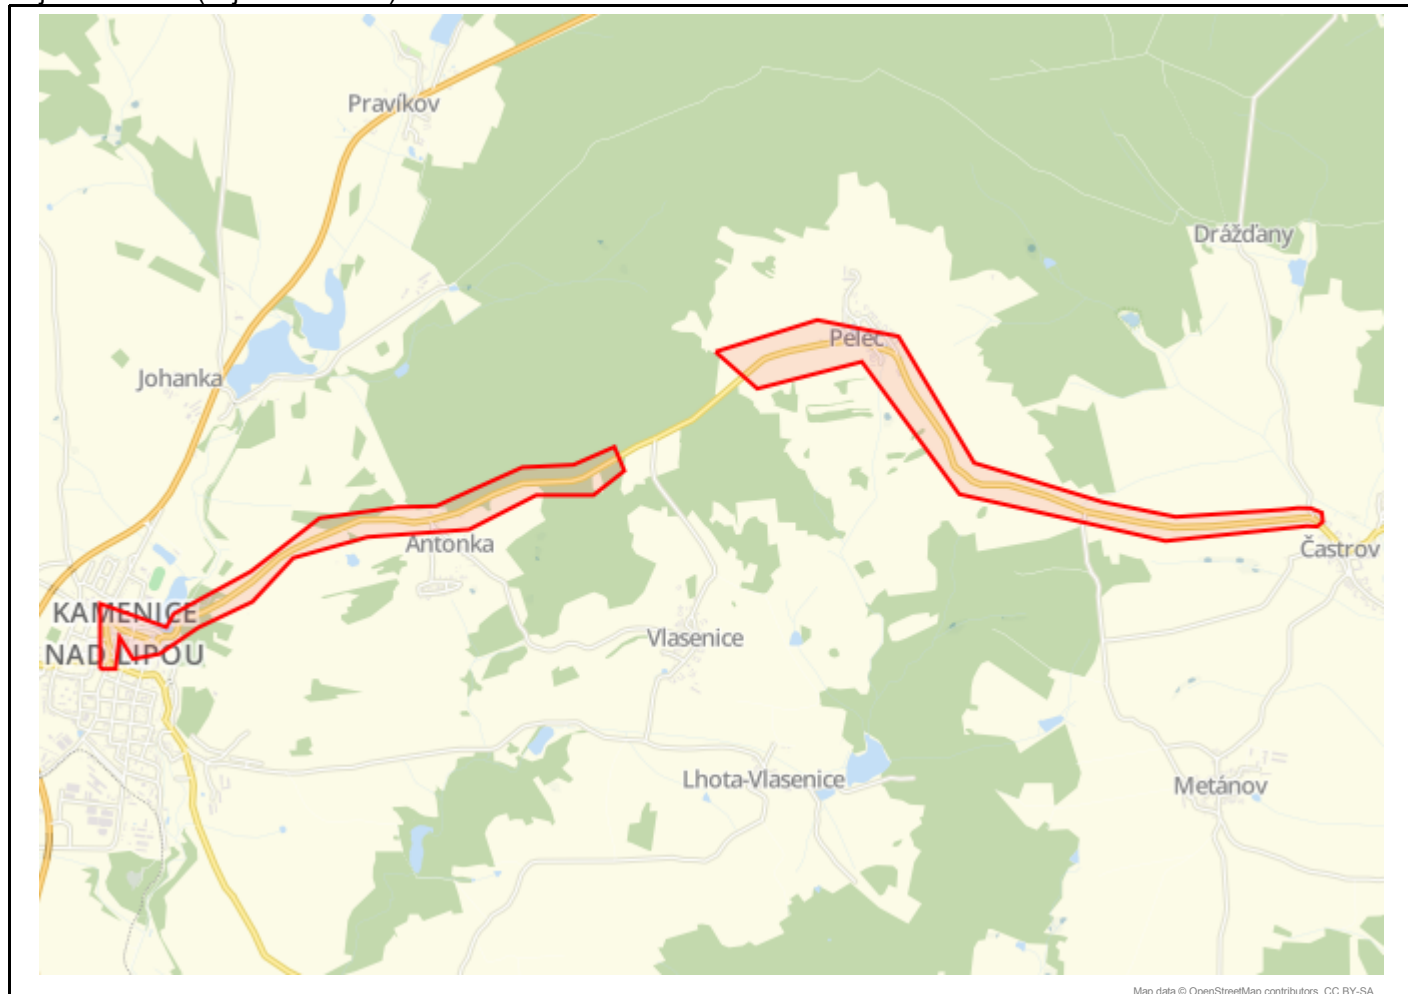 Pravíkov
Drážďany
Pelec
Johanka
Antonka
Častrov
KAMENICE
NAD LIPOU
Vlasenice
Lhota-Vlasenice
Metánov
Map data © OpenStreetMap contributors, CC BY-SA